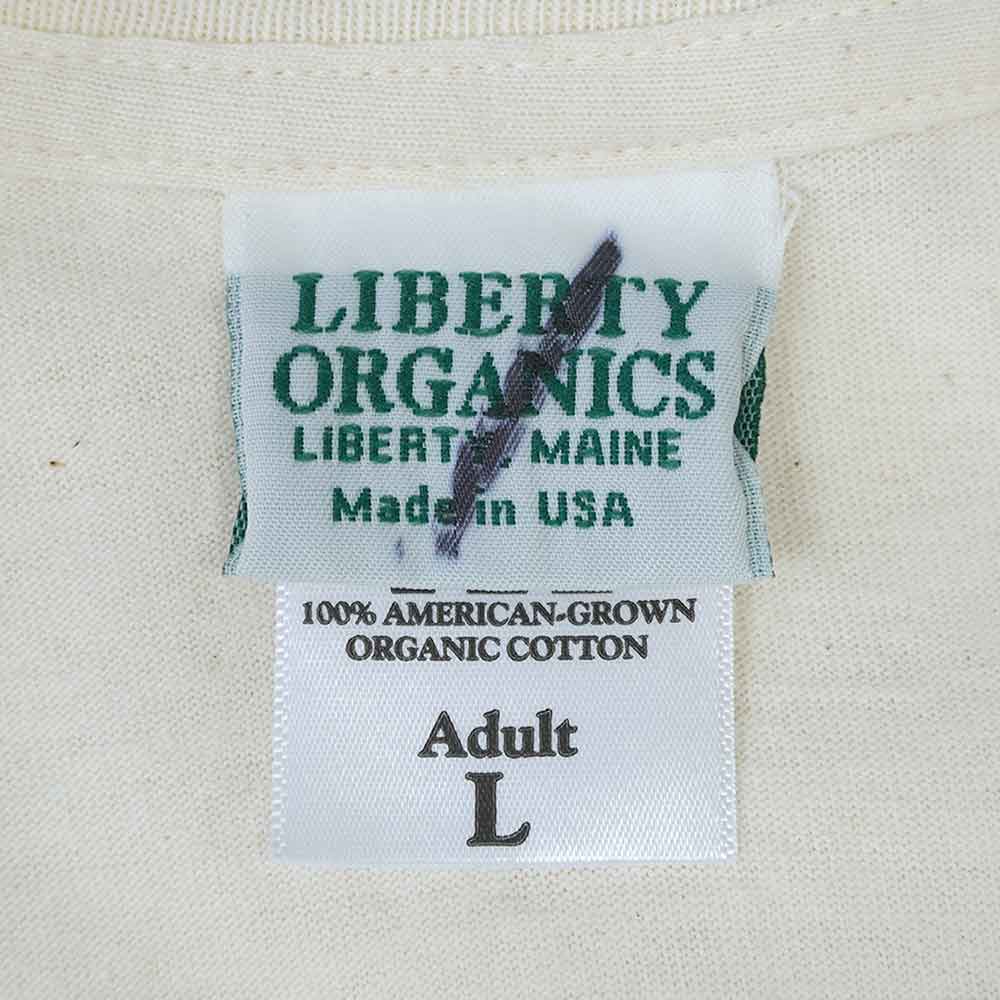 LIBERTY
ORGANICS
LIBERTY, MAINE
Made in USA
100% AMERICAN-GROWN
ORGANIC COTTON
Adult
L